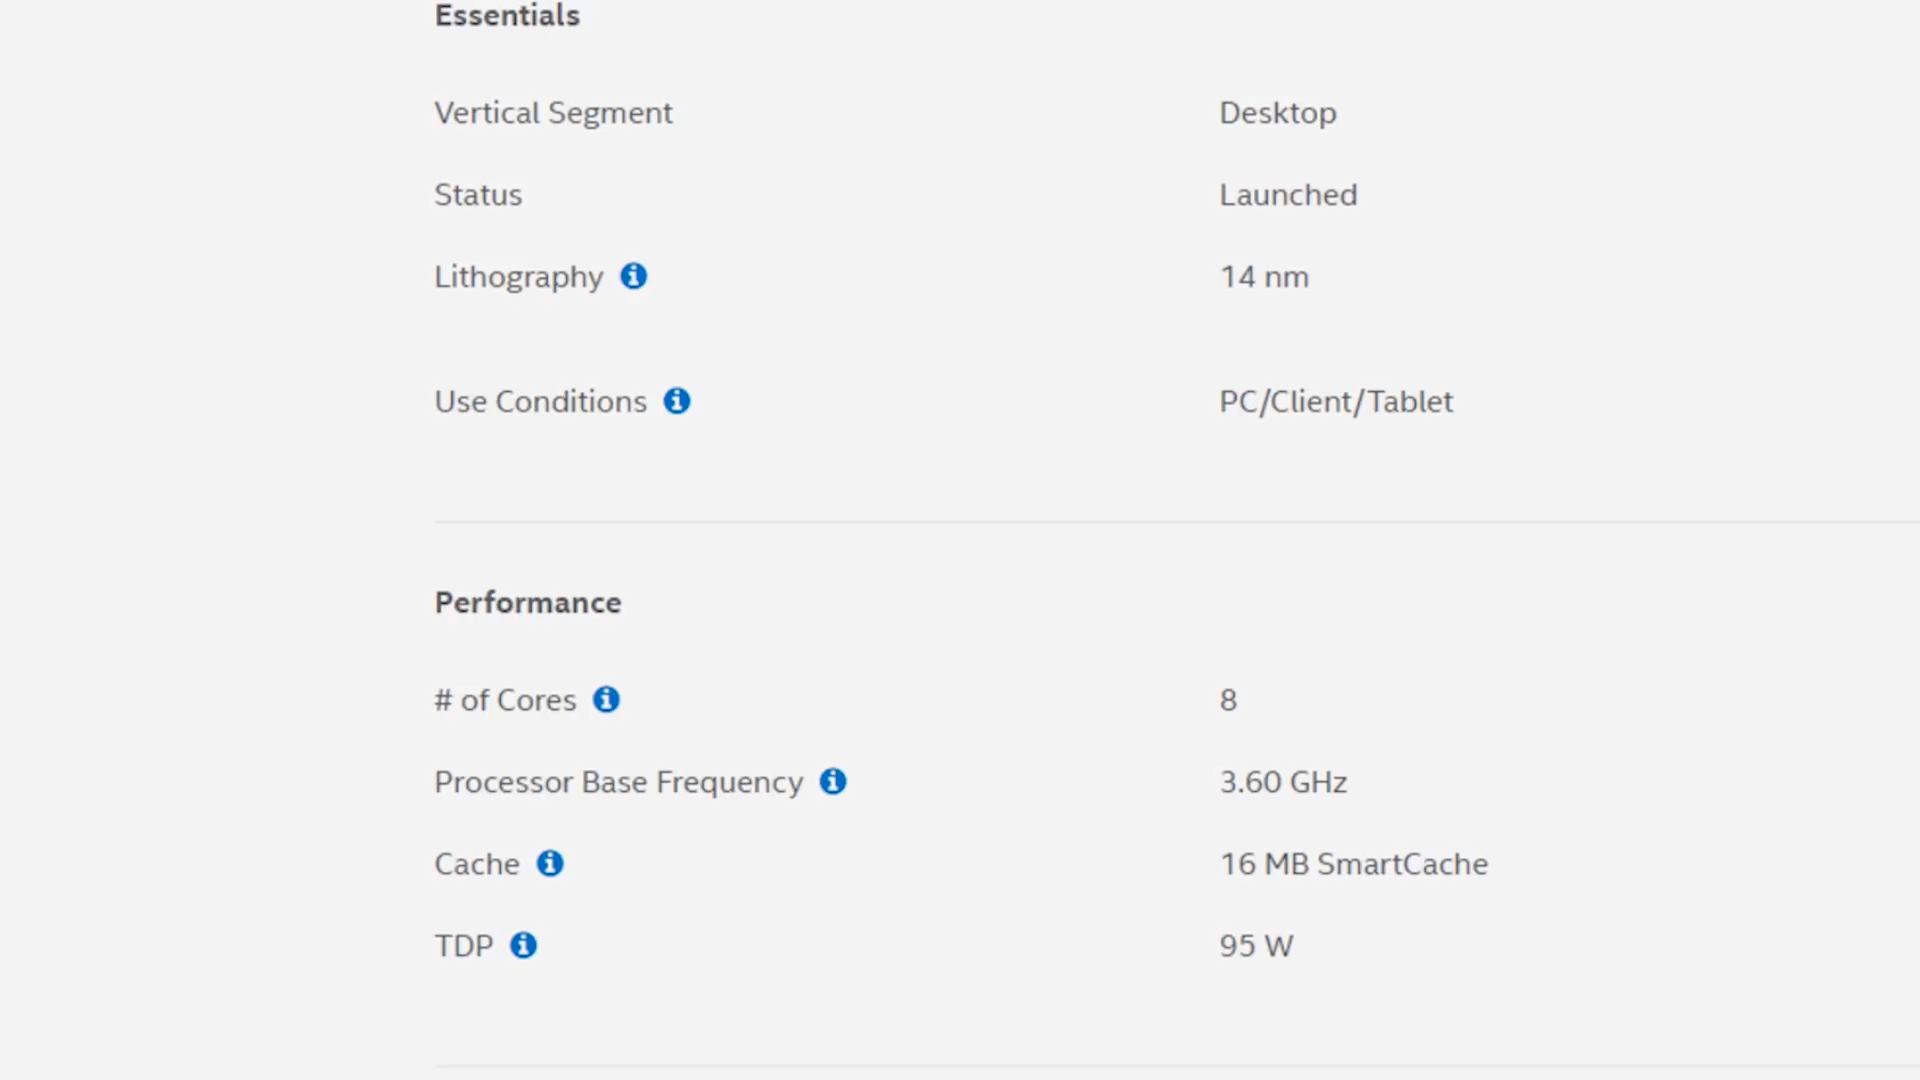 Essentials
Vertical Segment Desktop
Status Launched
Lithography 14 nm
Use Conditions PC/Client/Tablet
Performance
# of Cores 8
Processor Base Frequency 3.60 GHz
Cache 16 MB SmartCache
TDP 95 W